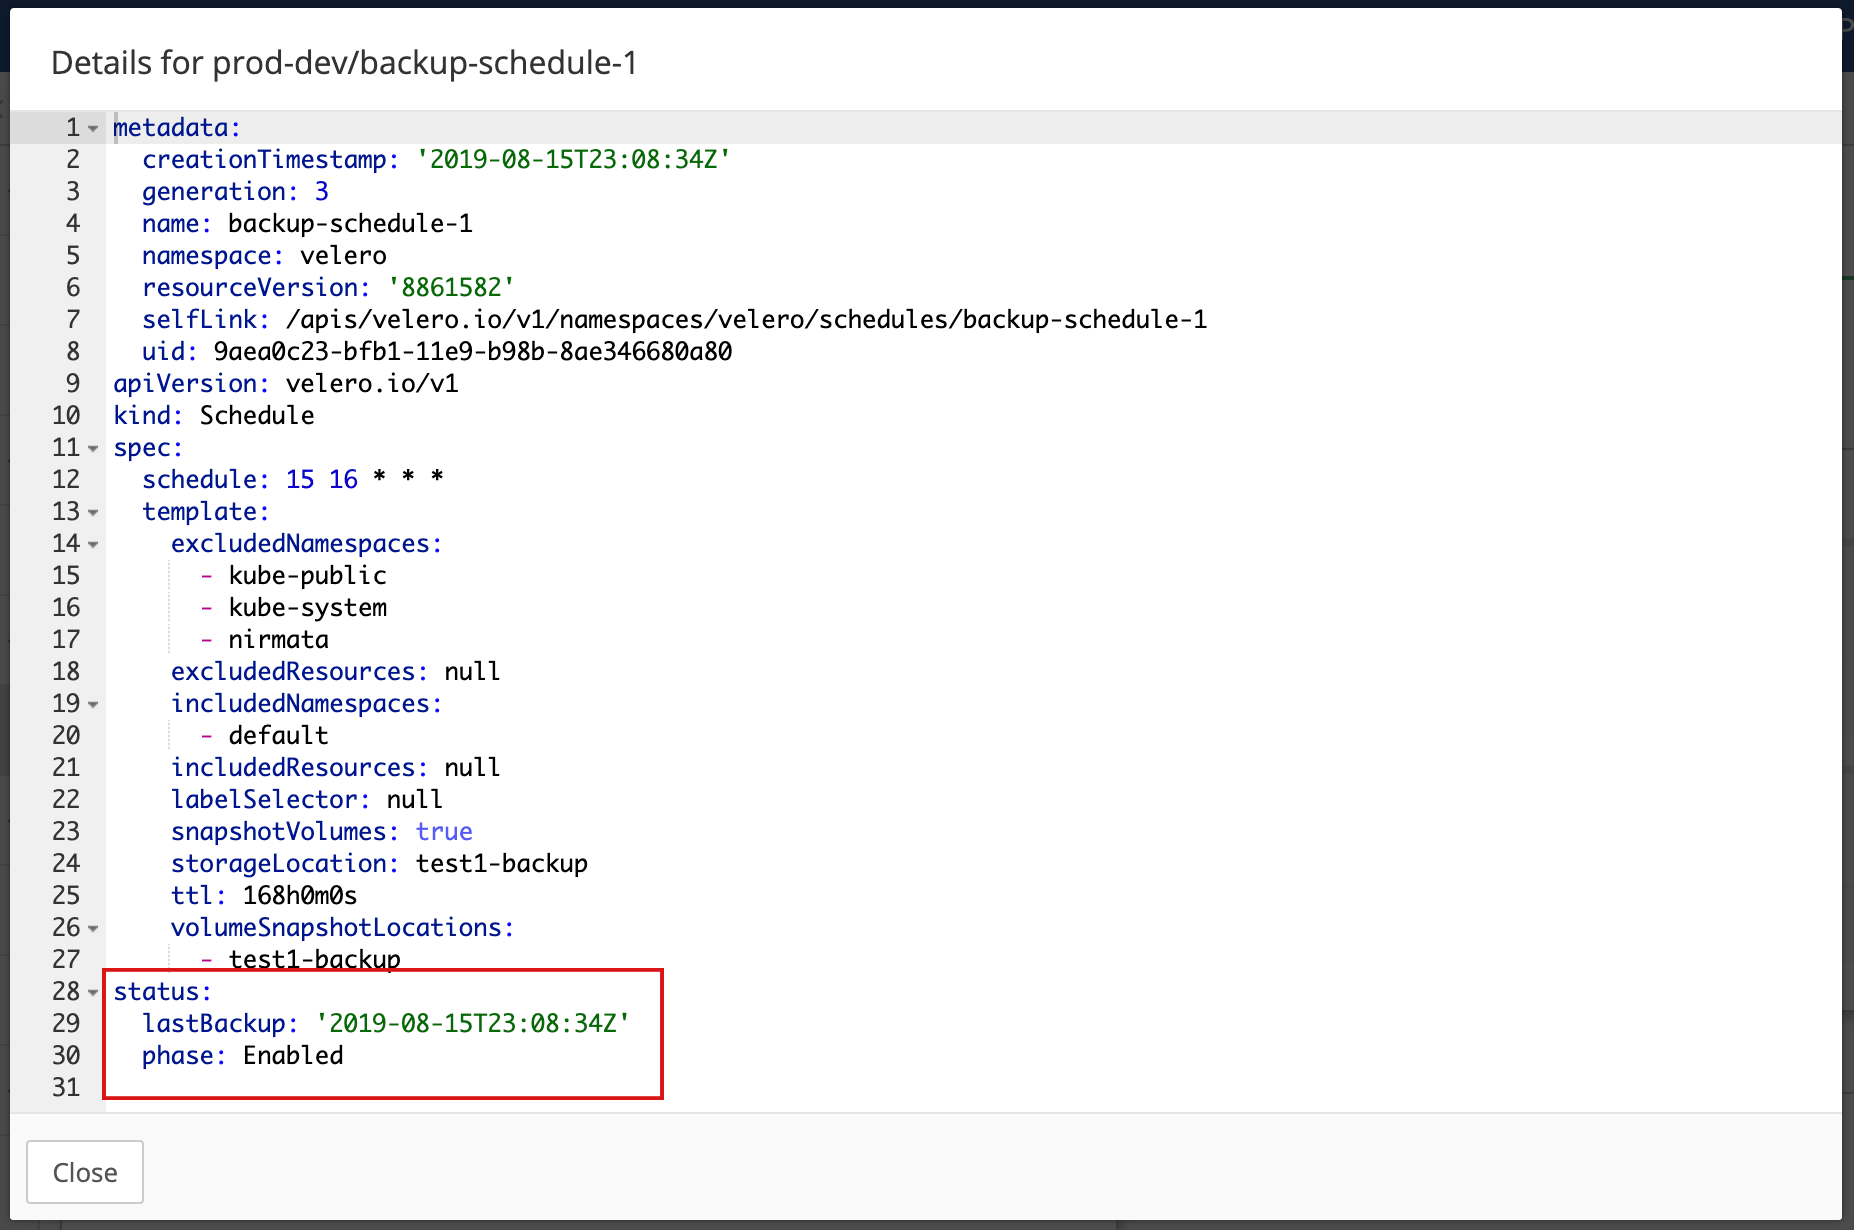 Details for prod-dev/backup-schedule-1
1 metadata:
2   creationTimestamp: '2019-08-15T23:08:34Z'
3   generation: 3
4   name: backup-schedule-1
5   namespace: velero
6   resourceVersion: '8861582'
7   selfLink: /apis/velero.io/v1/namespaces/velero/schedules/backup-schedule-1
8   uid: 9aea0c23-bfb1-11e9-b98b-8ae346680a80
9 apiVersion: velero.io/v1
10 kind: Schedule
11 spec:
12   schedule: 15 16 * * *
13   template:
14     excludedNamespaces:
15       - kube-public
16       - kube-system
17       - nirmata
18     excludedResources: null
19     includedNamespaces:
20       - default
21     includedResources: null
22     labelSelector: null
23     snapshotVolumes: true
24     storageLocation: test1-backup
25     ttl: 168h0m0s
26     volumeSnapshotLocations:
27       - test1-backup
28 status:
29   lastBackup: '2019-08-15T23:08:34Z'
30   phase: Enabled
31
Close